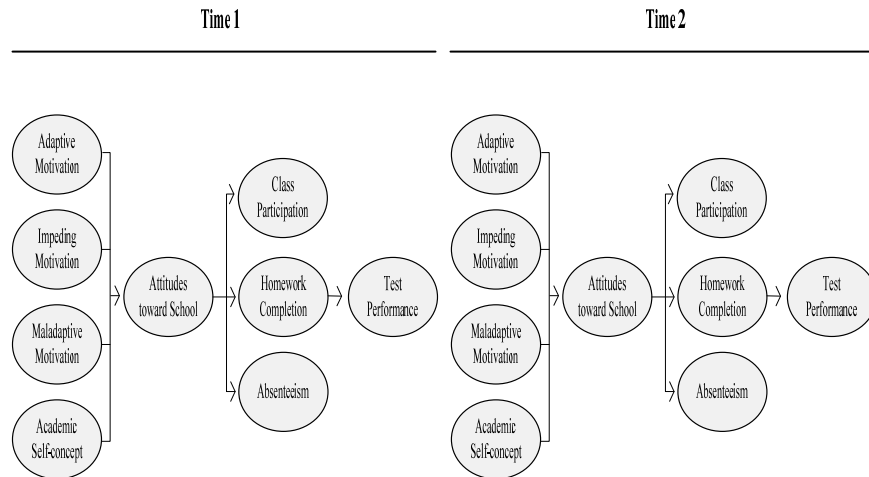 Time 1
Adaptive
Motivation
Impeding
Motivation
Maladaptive
Motivation
Academic
Self-concept
Attitudes
toward School
Class
Participation
Homework
Completion
Absenteeism
Test
Performance
Time 2
Adaptive
Motivation
Impeding
Motivation
Maladaptive
Motivation
Academic
Self-concept
Attitudes
toward School
Class
Participation
Homework
Completion
Absenteeism
Test
Performance